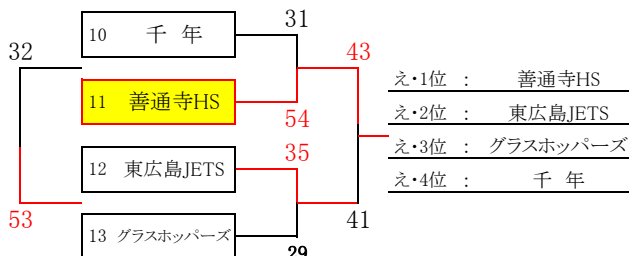 31
10 千 年
32
43
え・1位 : 善通寺HS
11 善通寺HS
54
え・2位 : 東広島JETS
35
え・3位 : グラスホッパーズ
12 東広島JETS
え・4位 : 千 年
53
41
13 グラスホッパーズ
29